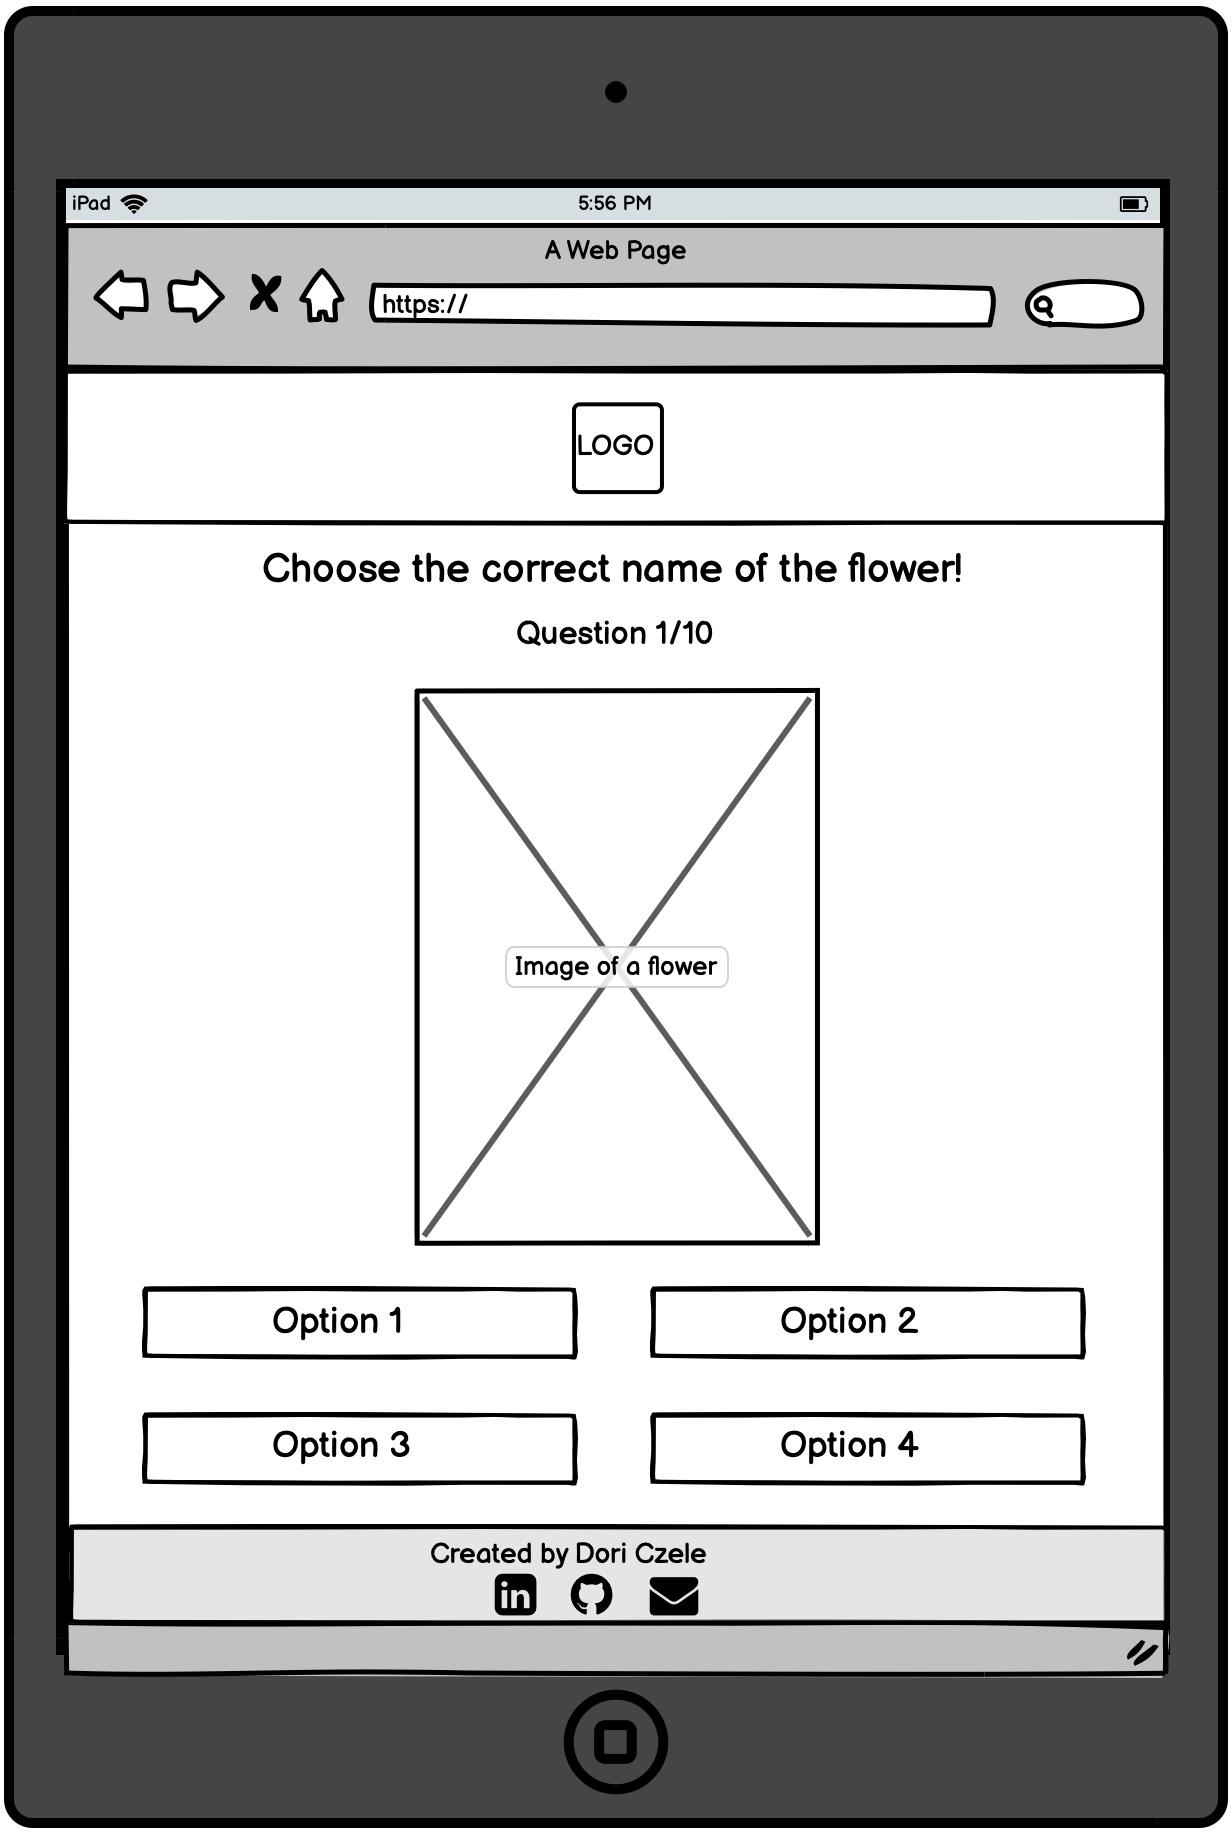 iPad 5:56 PM
A Web Page
https://
LOGO
Choose the correct name of the flower!
Question 1/10
Image of a flower
Option 1 Option 2
Option 3 Option 4
Created by Dori Czele
in